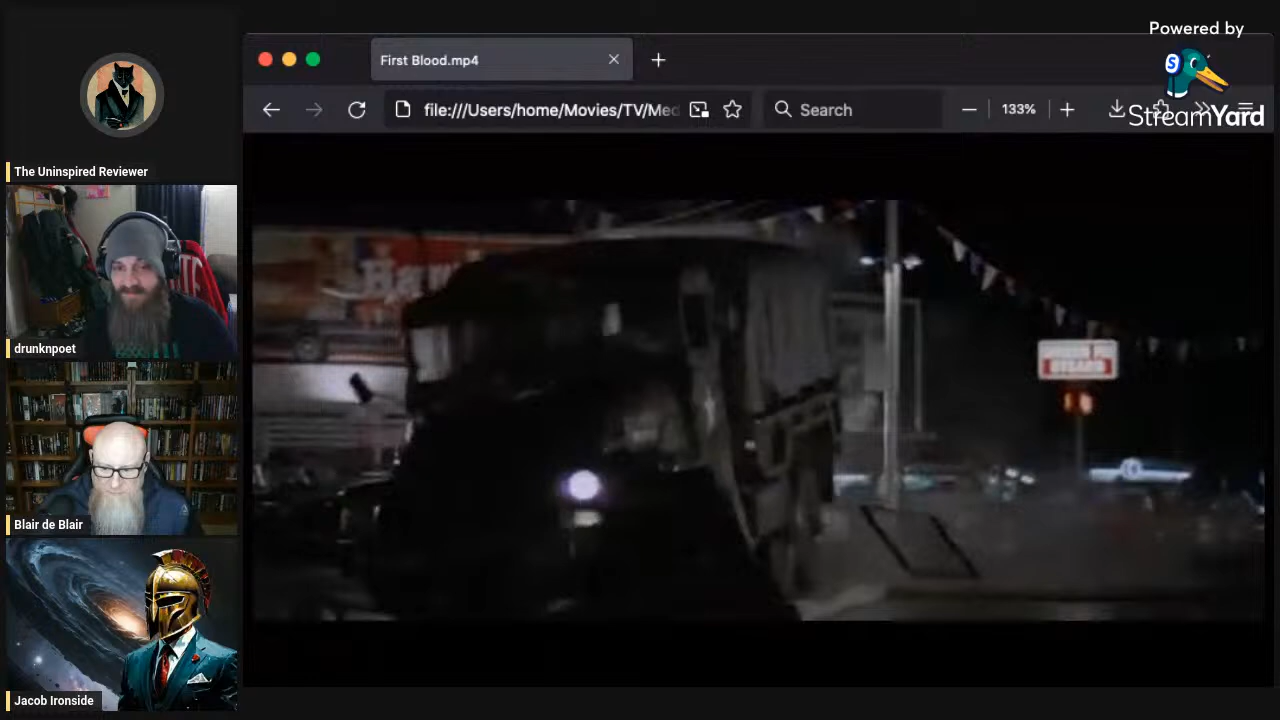 Powered by
StreamYard
First Blood.mp4
file:///Users/home/Movies/TV/Med
Search
133%
The Uninspired Reviewer
drunknpoet
Blair de Blair
Jacob Ironside